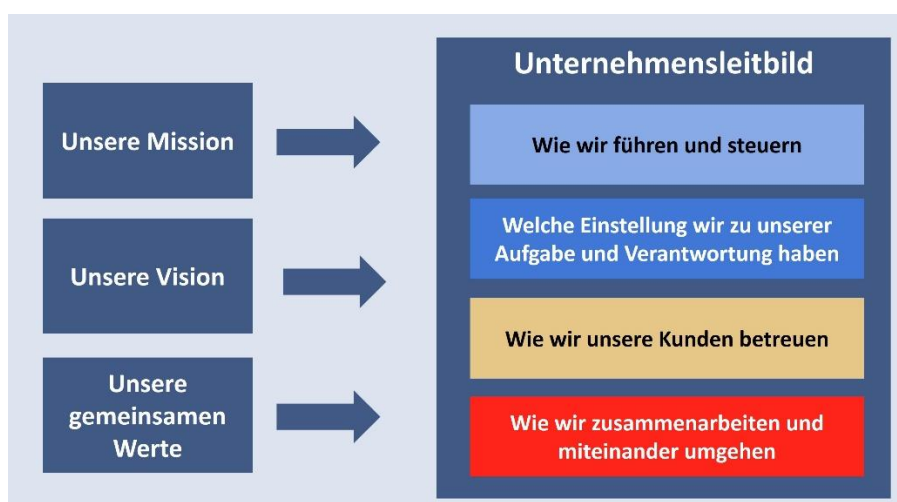 Unsere Mission
Unsere Vision
Unsere
gemeinsamen
Werte
Unternehmensleitbild
Wie wir führen und steuern
Welche Einstellung wir zu unserer
Aufgabe und Verantwortung haben
Wie wir unsere Kunden betreuen
Wie wir zusammenarbeiten und
miteinander umgehen